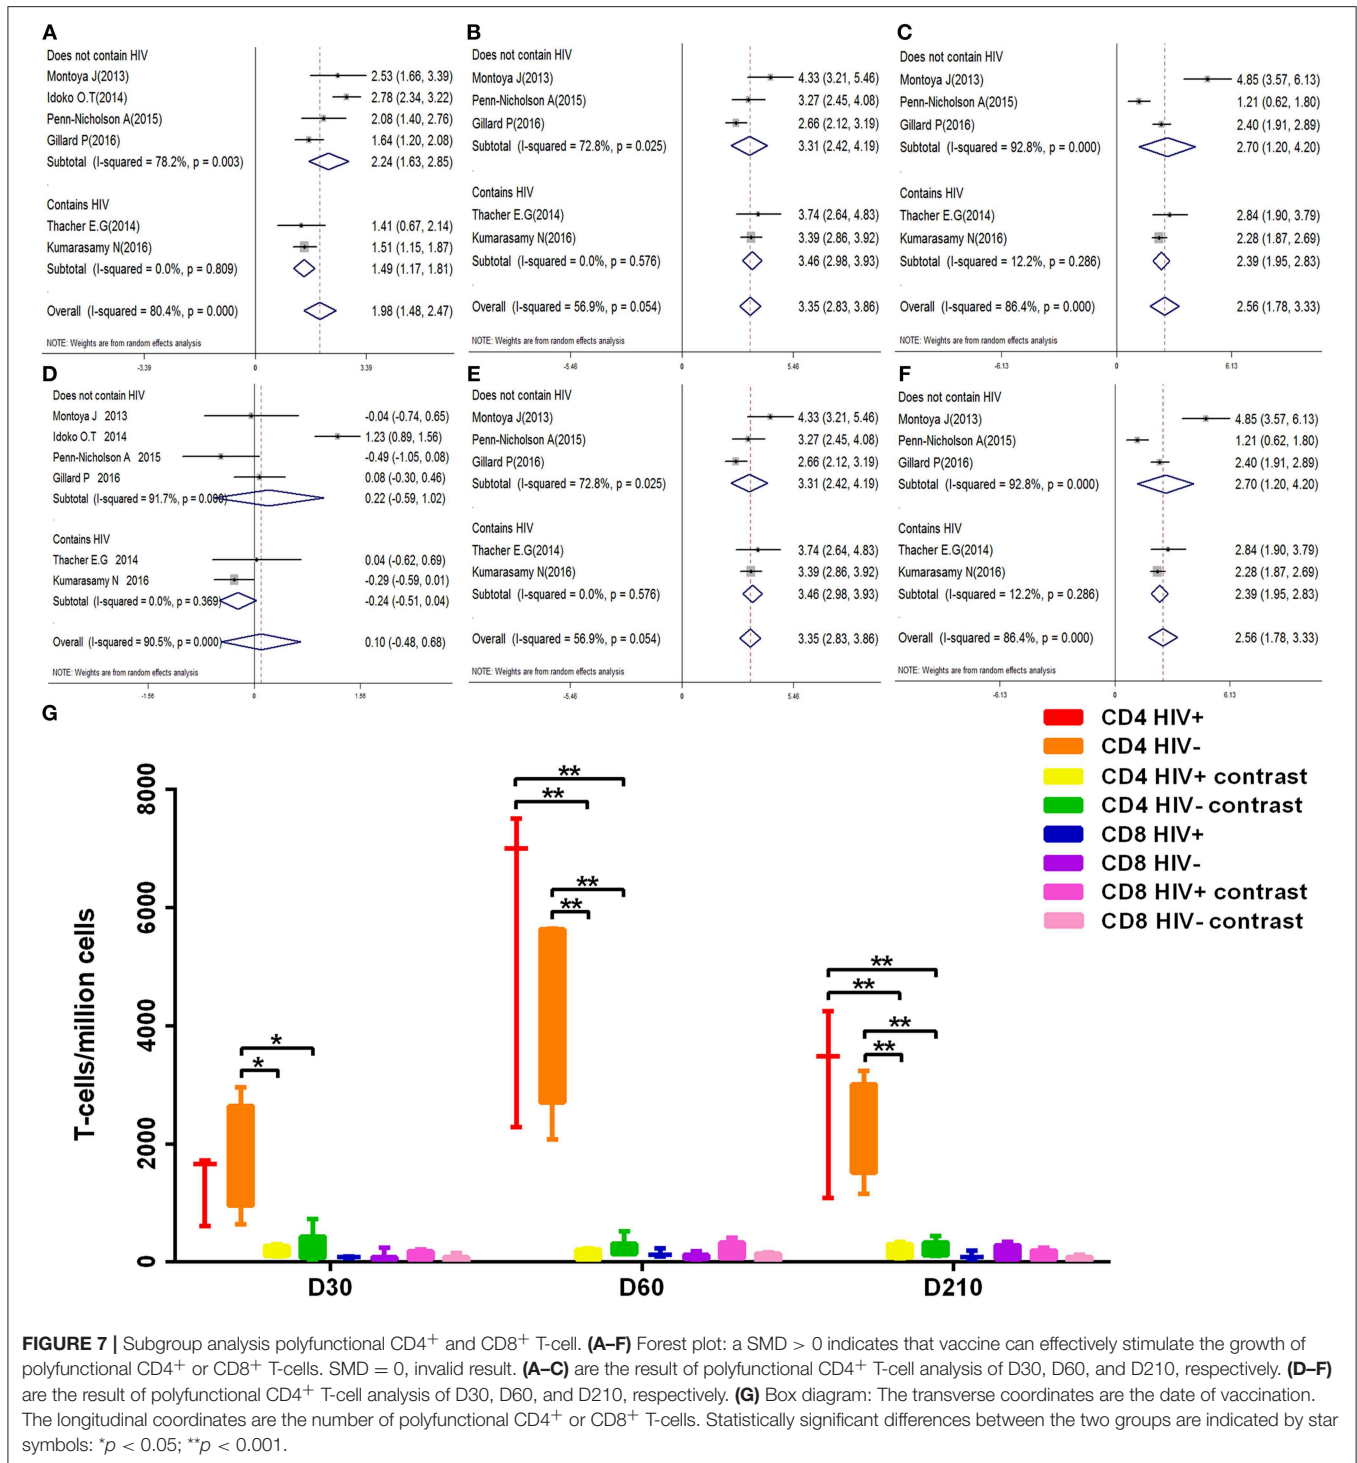 A
Does not contain HIV
Montoya J(2013) 2.53 (1.66, 3.39)
Idoko O.T(2014) 2.78 (2.34, 3.22)
Penn-Nicholson A(2015) 2.08 (1.40, 2.76)
Gillard P(2016) 1.64 (1.20, 2.08)
Subtotal (I-squared = 78.2%, p = 0.003) 2.24 (1.63, 2.85)
.
Contains HIV
Thacher E.G(2014) 1.41 (0.67, 2.14)
Kumarasamy N(2016) 1.51 (1.15, 1.87)
Subtotal (I-squared = 0.0%, p = 0.809) 1.49 (1.17, 1.81)
.
Overall (I-squared = 80.4%, p = 0.000) 1.98 (1.48, 2.47)
NOTE: Weights are from random effects analysis
-3.39 0 3.39
B
Does not contain HIV
Montoya J(2013) 4.33 (3.21, 5.46)
Penn-Nicholson A(2015) 3.27 (2.45, 4.08)
Gillard P(2016) 2.66 (2.12, 3.19)
Subtotal (I-squared = 72.8%, p = 0.025) 3.31 (2.42, 4.19)
.
Contains HIV
Thacher E.G(2014) 3.74 (2.64, 4.83)
Kumarasamy N(2016) 3.39 (2.86, 3.92)
Subtotal (I-squared = 0.0%, p = 0.576) 3.46 (2.98, 3.93)
.
Overall (I-squared = 56.9%, p = 0.054) 3.35 (2.83, 3.86)
NOTE: Weights are from random effects analysis
-5.46 0 5.46
C
Does not contain HIV
Montoya J(2013) 4.85 (3.57, 6.13)
Penn-Nicholson A(2015) 1.21 (0.62, 1.80)
Gillard P(2016) 2.40 (1.91, 2.89)
Subtotal (I-squared = 92.8%, p = 0.000) 2.70 (1.20, 4.20)
.
Contains HIV
Thacher E.G(2014) 2.84 (1.90, 3.79)
Kumarasamy N(2016) 2.28 (1.87, 2.69)
Subtotal (I-squared = 12.2%, p = 0.286) 2.39 (1.95, 2.83)
.
Overall (I-squared = 86.4%, p = 0.000) 2.56 (1.78, 3.33)
NOTE: Weights are from random effects analysis
-6.13 0 6.13
D
Does not contain HIV
Montoya J 2013 -0.04 (-0.74, 0.65)
Idoko O.T 2014 1.23 (0.89, 1.56)
Penn-Nicholson A 2015 -0.49 (-1.05, 0.08)
Gillard P 2016 0.08 (-0.30, 0.46)
Subtotal (I-squared = 91.7%, p = 0.000) 0.22 (-0.59, 1.02)
.
Contains HIV
Thacher E.G 2014 0.04 (-0.62, 0.69)
Kumarasamy N 2016 -0.29 (-0.59, 0.01)
Subtotal (I-squared = 0.0%, p = 0.369) -0.24 (-0.51, 0.04)
.
Overall (I-squared = 90.5%, p = 0.000) 0.10 (-0.48, 0.68)
NOTE: Weights are from random effects analysis
-1.56 0 1.56
E
Does not contain HIV
Montoya J(2013) 4.33 (3.21, 5.46)
Penn-Nicholson A(2015) 3.27 (2.45, 4.08)
Gillard P(2016) 2.66 (2.12, 3.19)
Subtotal (I-squared = 72.8%, p = 0.025) 3.31 (2.42, 4.19)
.
Contains HIV
Thacher E.G(2014) 3.74 (2.64, 4.83)
Kumarasamy N(2016) 3.39 (2.86, 3.92)
Subtotal (I-squared = 0.0%, p = 0.576) 3.46 (2.98, 3.93)
.
Overall (I-squared = 56.9%, p = 0.054) 3.35 (2.83, 3.86)
NOTE: Weights are from random effects analysis
-5.46 0 5.46
F
Does not contain HIV
Montoya J(2013) 4.85 (3.57, 6.13)
Penn-Nicholson A(2015) 1.21 (0.62, 1.80)
Gillard P(2016) 2.40 (1.91, 2.89)
Subtotal (I-squared = 92.8%, p = 0.000) 2.70 (1.20, 4.20)
.
Contains HIV
Thacher E.G(2014) 2.84 (1.90, 3.79)
Kumarasamy N(2016) 2.28 (1.87, 2.69)
Subtotal (I-squared = 12.2%, p = 0.286) 2.39 (1.95, 2.83)
.
Overall (I-squared = 86.4%, p = 0.000) 2.56 (1.78, 3.33)
NOTE: Weights are from random effects analysis
-6.13 0 6.13
G
CD4 HIV+
CD4 HIV-
CD4 HIV+ contrast
CD4 HIV- contrast
CD8 HIV+
CD8 HIV-
CD8 HIV+ contrast
CD8 HIV- contrast
T-cells/million cells
8000
6000
4000
2000
0
*
*
**
**
**
**
**
**
**
**
D30 D60 D210
FIGURE 7 | Subgroup analysis polyfunctional CD4+ and CD8+ T-cell. (A–F) Forest plot: a SMD > 0 indicates that vaccine can effectively stimulate the growth of
polyfunctional CD4+ or CD8+ T-cells. SMD = 0, invalid result. (A–C) are the result of polyfunctional CD4+ T-cell analysis of D30, D60, and D210, respectively. (D–F)
are the result of polyfunctional CD4+ T-cell analysis of D30, D60, and D210, respectively. (G) Box diagram: The transverse coordinates are the date of vaccination.
The longitudinal coordinates are the number of polyfunctional CD4+ or CD8+ T-cells. Statistically significant differences between the two groups are indicated by star
symbols: *p < 0.05; **p < 0.001.